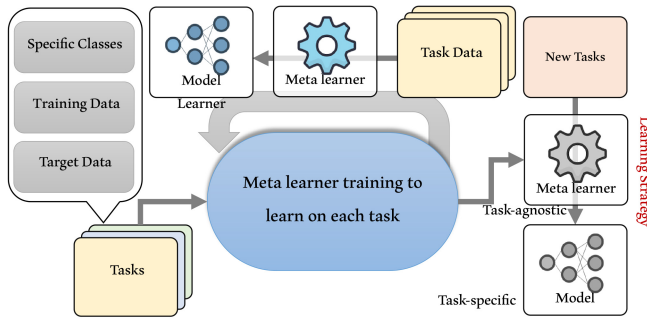 Specific Classes
Training Data
Target Data
Tasks
Model
Learner
Meta learner
Task Data
New Tasks
Meta learner training to
learn on each task
Meta learner
Task-agnostic
Learning Strategy
Task-specific
Model